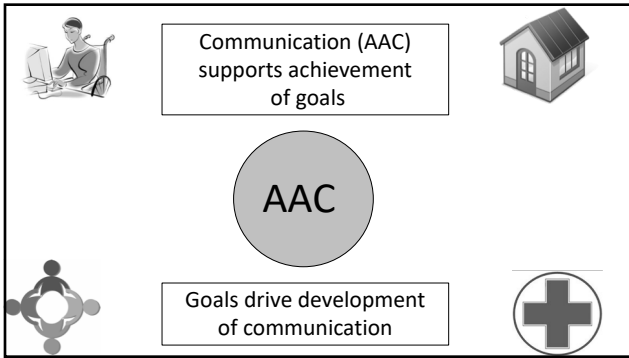 Communication (AAC)
supports achievement
of goals
AAC
Goals drive development
of communication